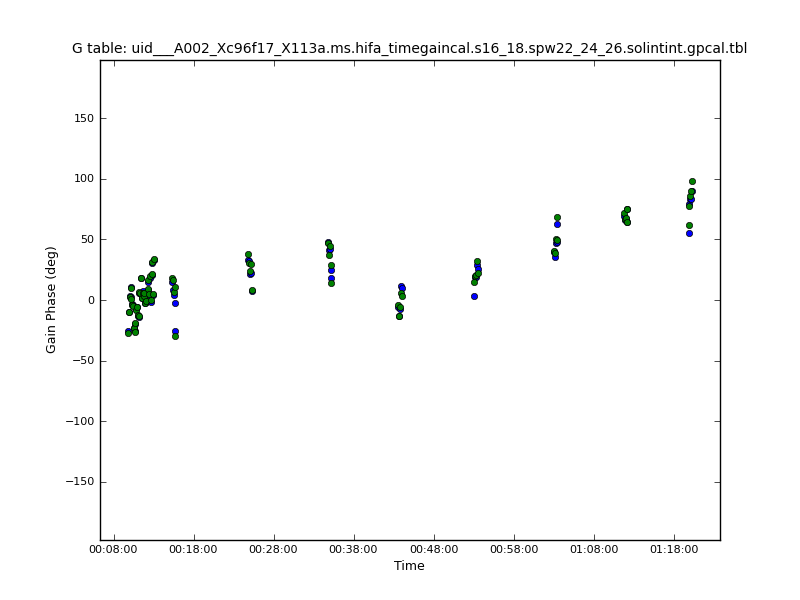 G table: uid___A002_Xc96f17_X113a.ms.hifa_timegaincal.s16_18.spw22_24_26.solintint.gpcal.tbl
Gain Phase (deg)
150
100
50
0
−50
−100
−150
00:08:00 00:18:00 00:28:00 00:38:00 00:48:00 00:58:00 01:08:00 01:18:00
Time